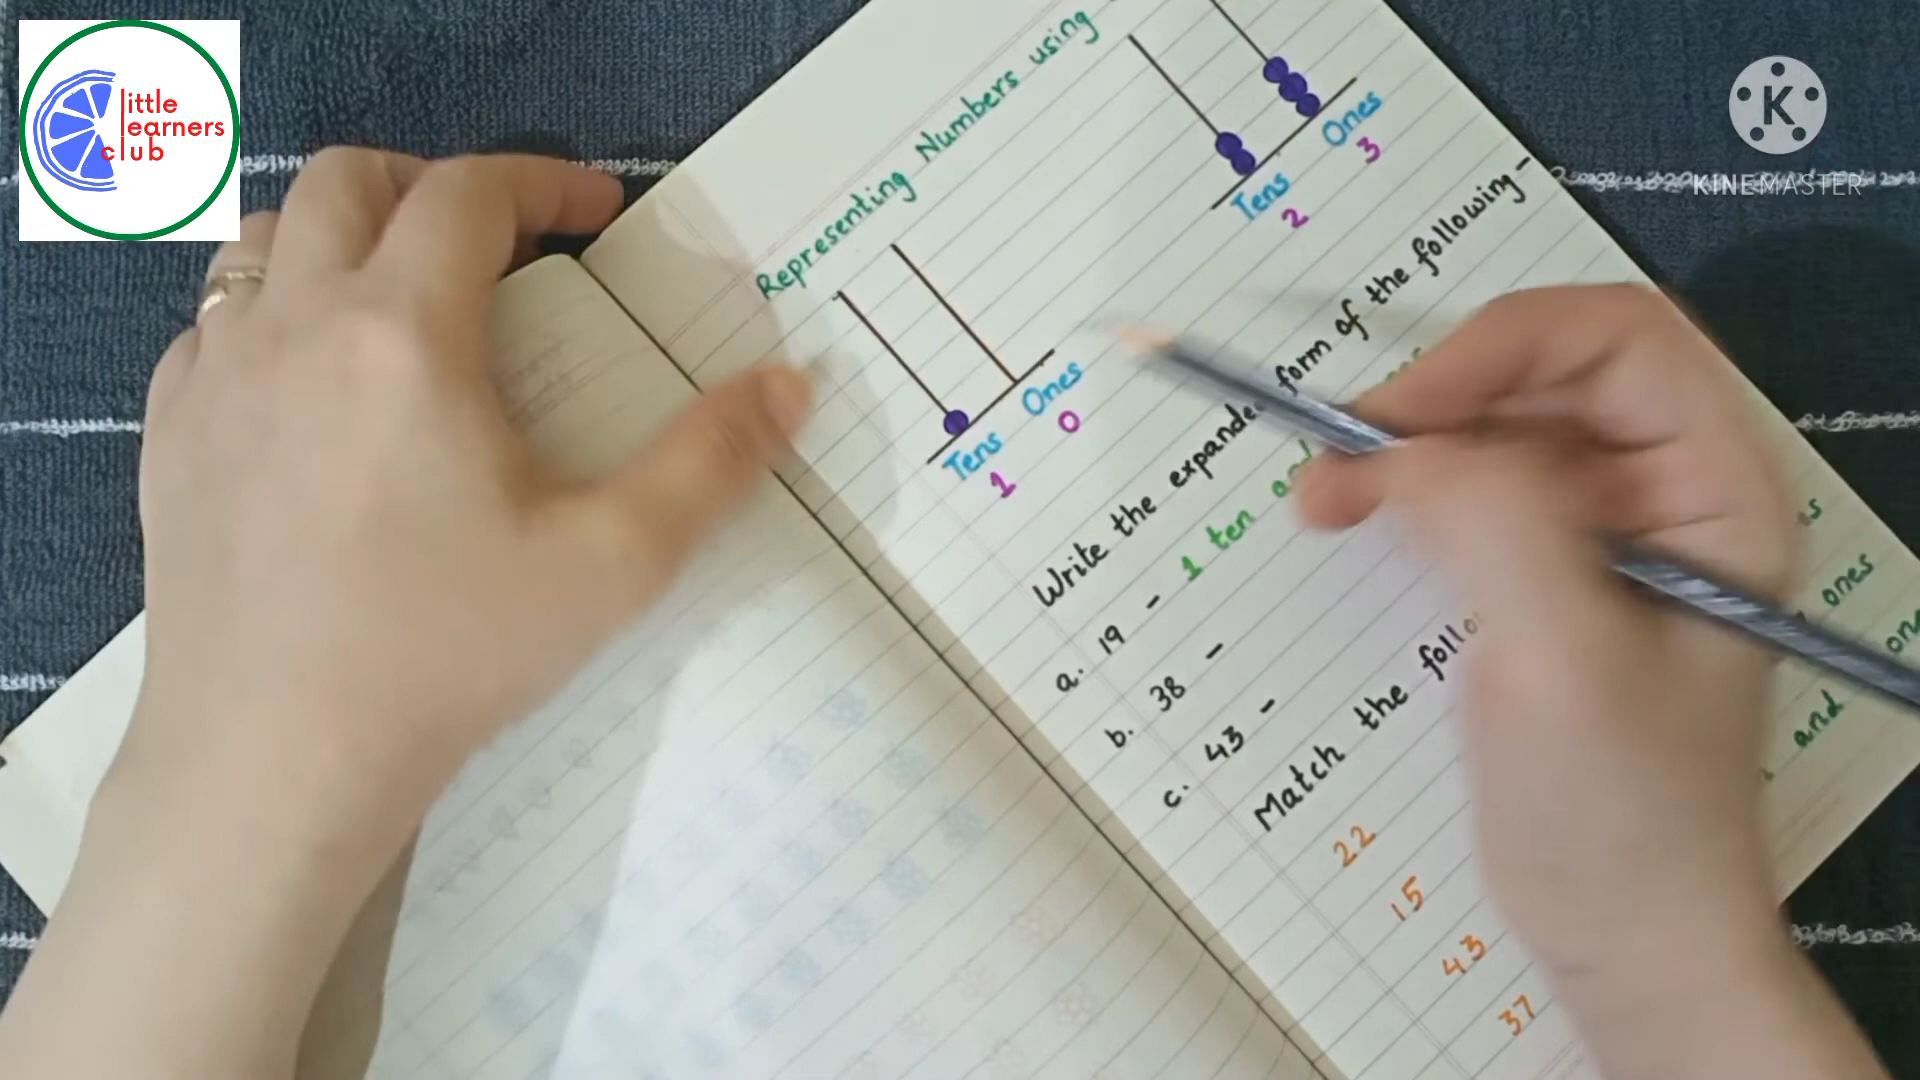 little
learners
club
KINEMASTER
Representing Numbers using
Tens Ones
1 0
Tens Ones
2 3
Write the expanded form of the following -
a. 19 - 1 ten and
b. 38 -
c. 43 -
Match the
22
15
ones
43
and
37